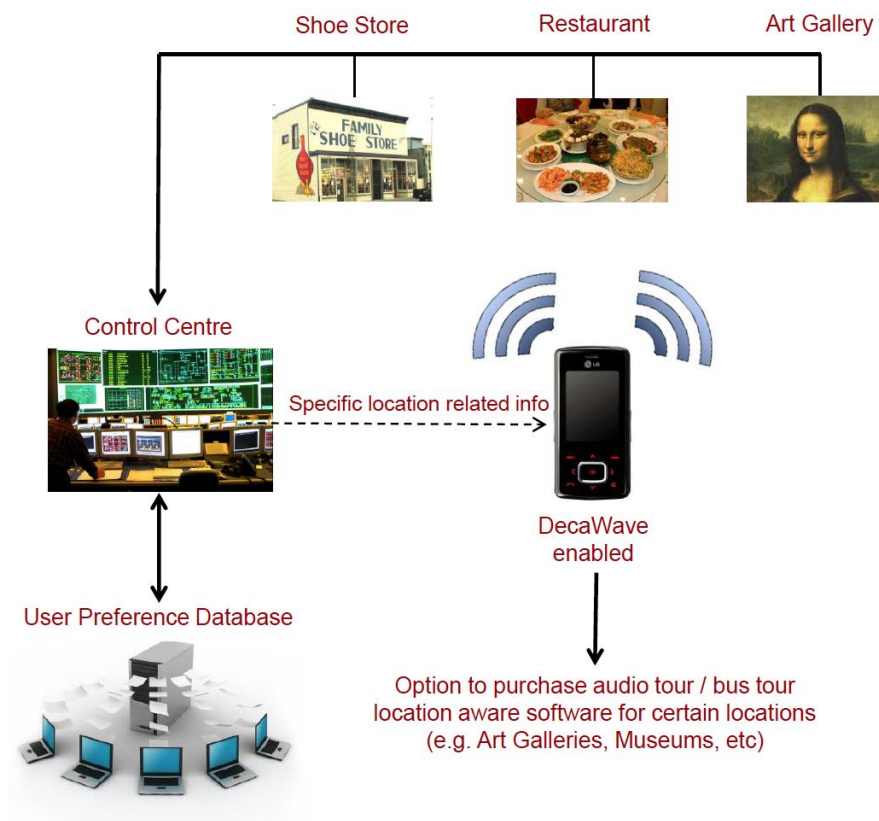 Shoe Store
Restaurant
Art Gallery
FAMILY
SHOE STORE
Control Centre
Specific location related info
LG
OK
DecaWave
enabled
User Preference Database
Option to purchase audio tour / bus tour
location aware software for certain locations
(e.g. Art Galleries, Museums, etc)